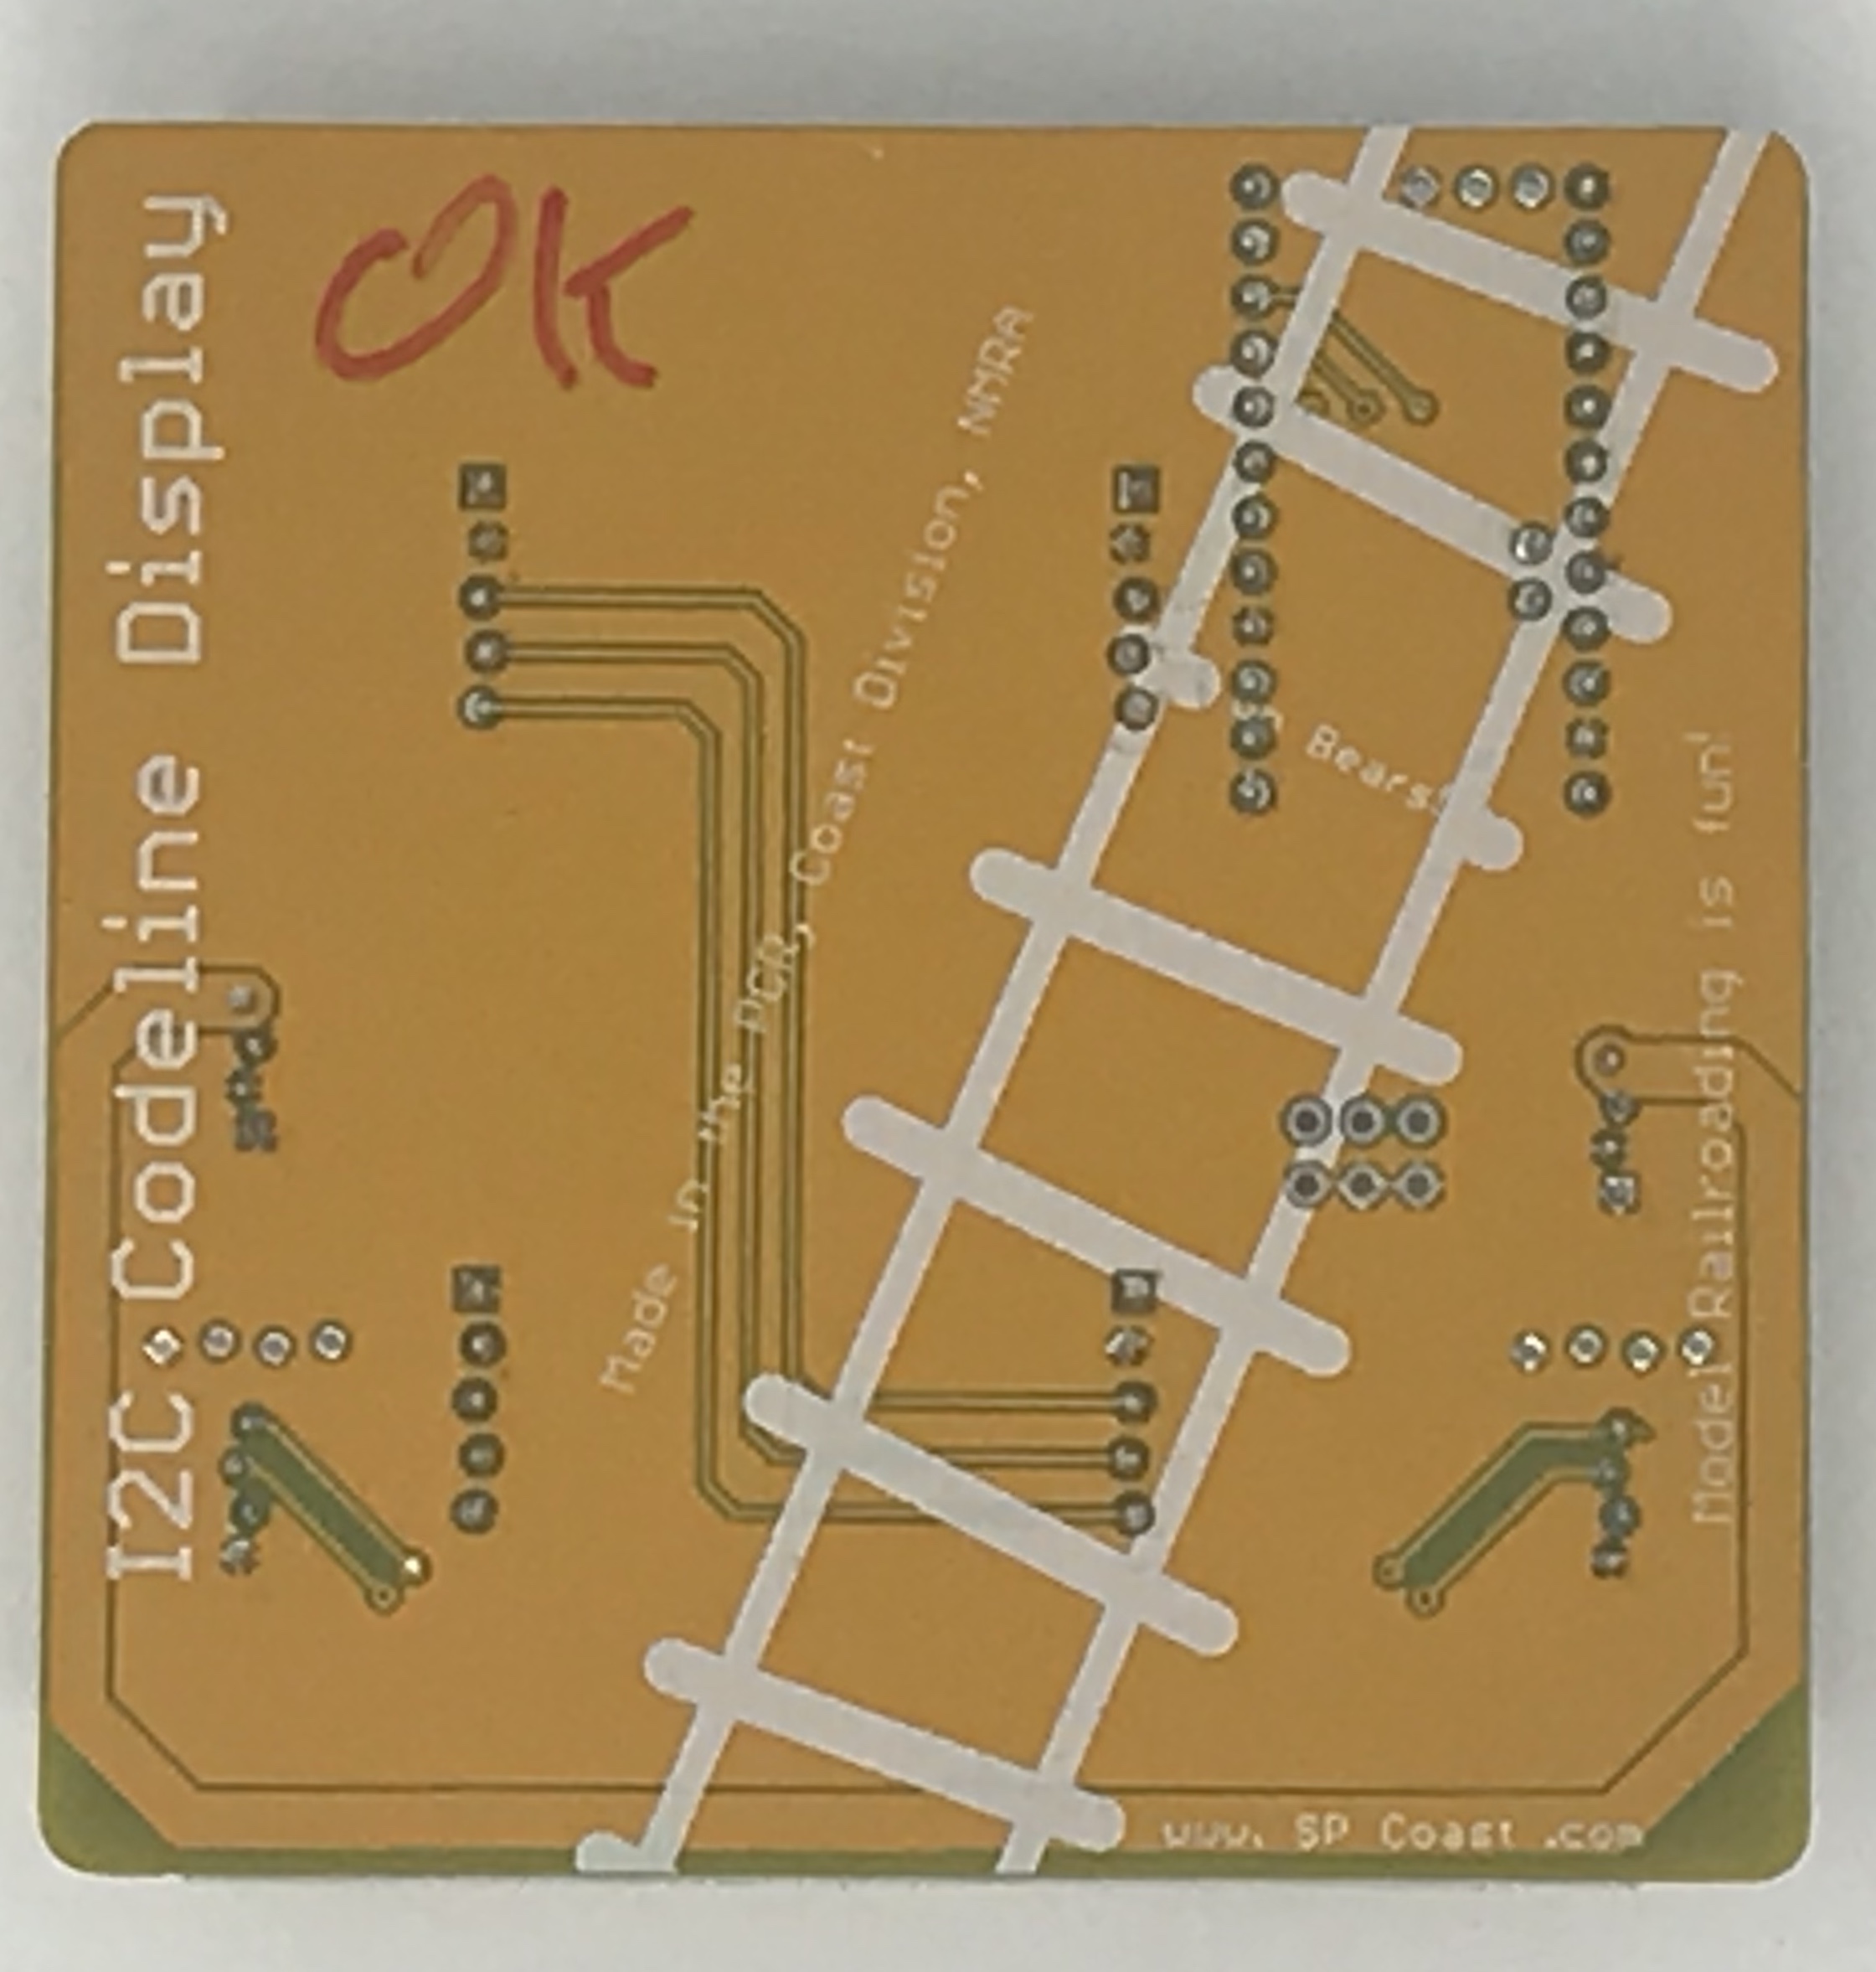 OK
I2C Codeline Display
Made in the PCR, Coast Division, NMRA
Model Railroading is fun!
www. SP Coast .com